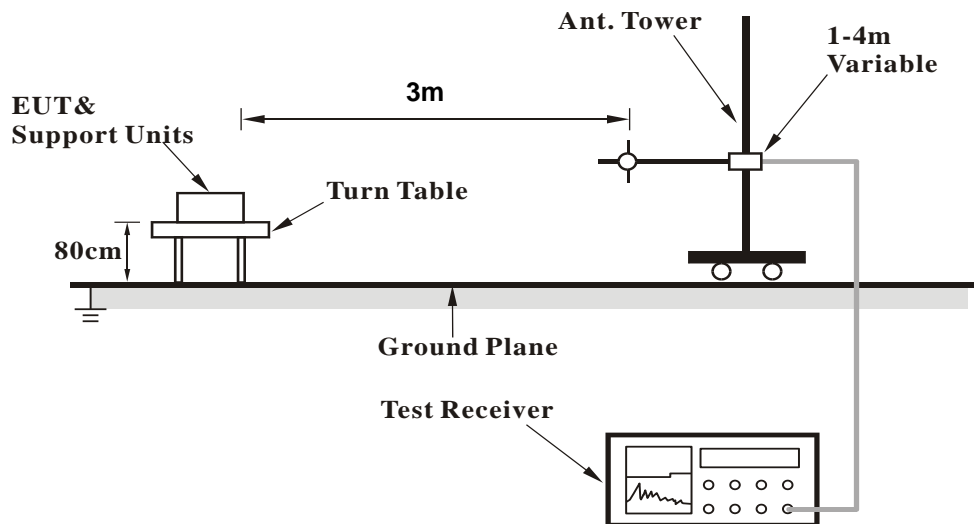 Ant. Tower
1-4m
Variable
3m
EUT&
Support Units
Turn Table
80cm
Ground Plane
Test Receiver